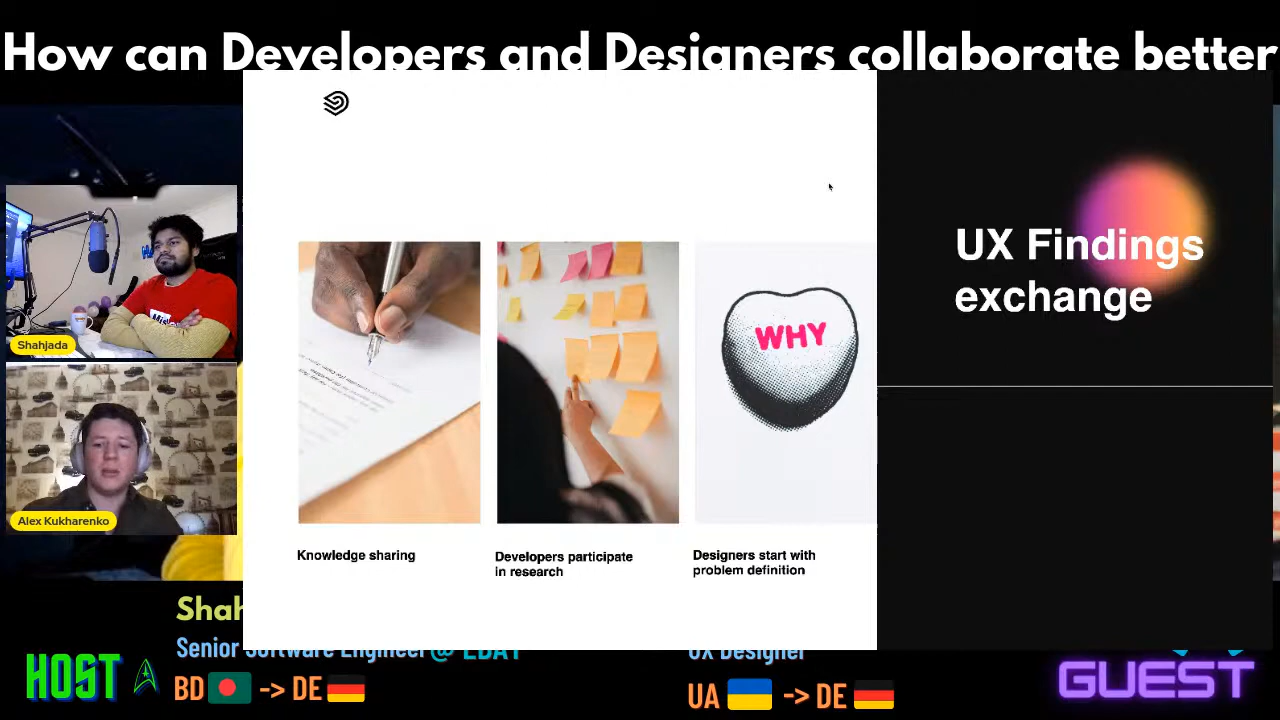 How can Developers and Designers collaborate better
UX Findings
exchange
WHY
Shahjada
Alex Kukharenko
Knowledge sharing
Developers participate
in research
Designers start with
problem definition
Shah
Senior Software Engineer @ EBAY
UX Designer
HOST
BD -> DE
UA -> DE
GUEST